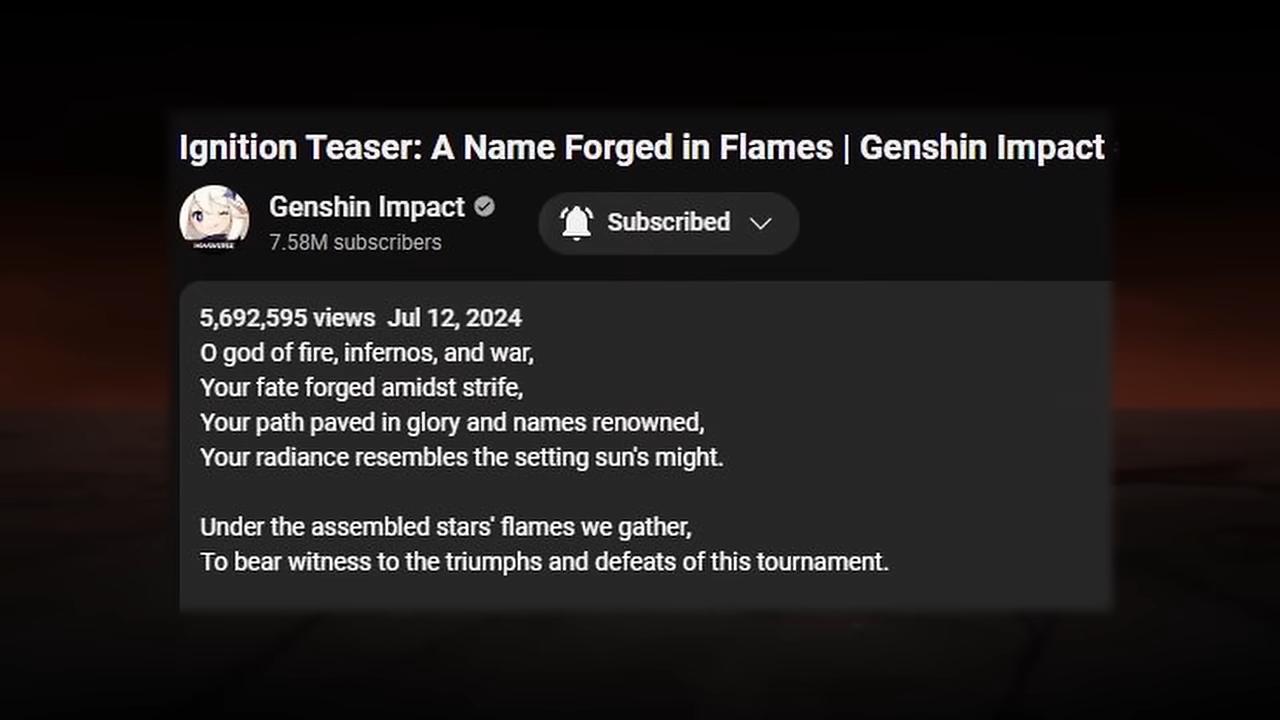 Ignition Teaser: A Name Forged in Flames | Genshin Impact
Genshin Impact
7.58M subscribers
Subscribed
5,692,595 views Jul 12, 2024
O god of fire, infernos, and war,
Your fate forged amidst strife,
Your path paved in glory and names renowned,
Your radiance resembles the setting sun's might.
Under the assembled stars' flames we gather,
To bear witness to the triumphs and defeats of this tournament.